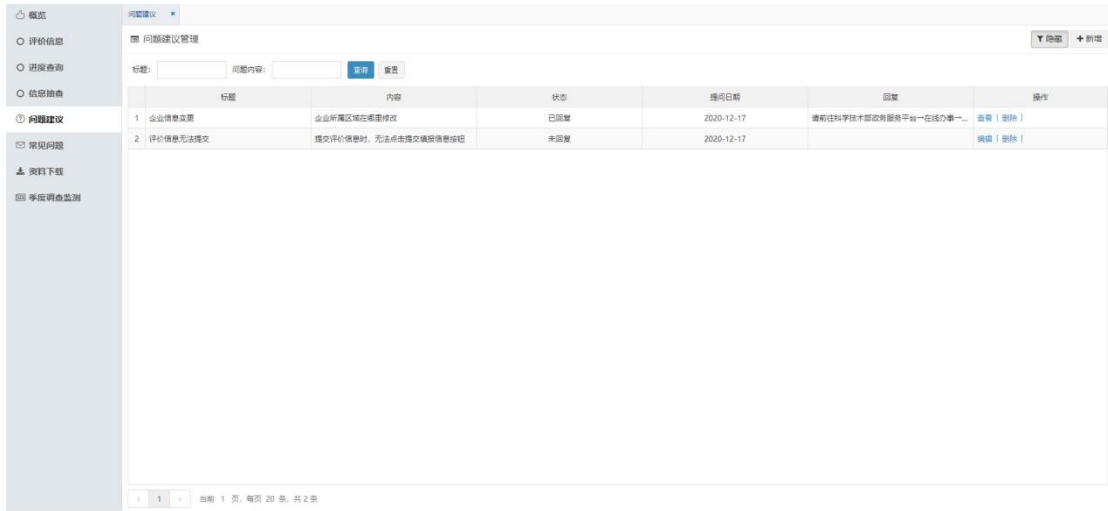 概览
评价信息
进度查询
信息抽查
问题建议
常见问题
资料下载
季度调查监测
问题建议 ×
问题建议管理
隐藏 +新增
标题: 问题内容: 查询 重置
标题 内容 状态 提问日期 回复 操作
1 企业信息变更 企业所属区域在哪里修改 已回复 2020-12-17 请前往科学技术部政务服务平台→在线办事→... 查看 | 删除 |
2 评价信息无法提交 提交评价信息时,无法点击提交填报信息按钮 未回复 2020-12-17 编辑 | 删除 |
< 1 > 当前 1 页, 每页 20 条, 共 2 条